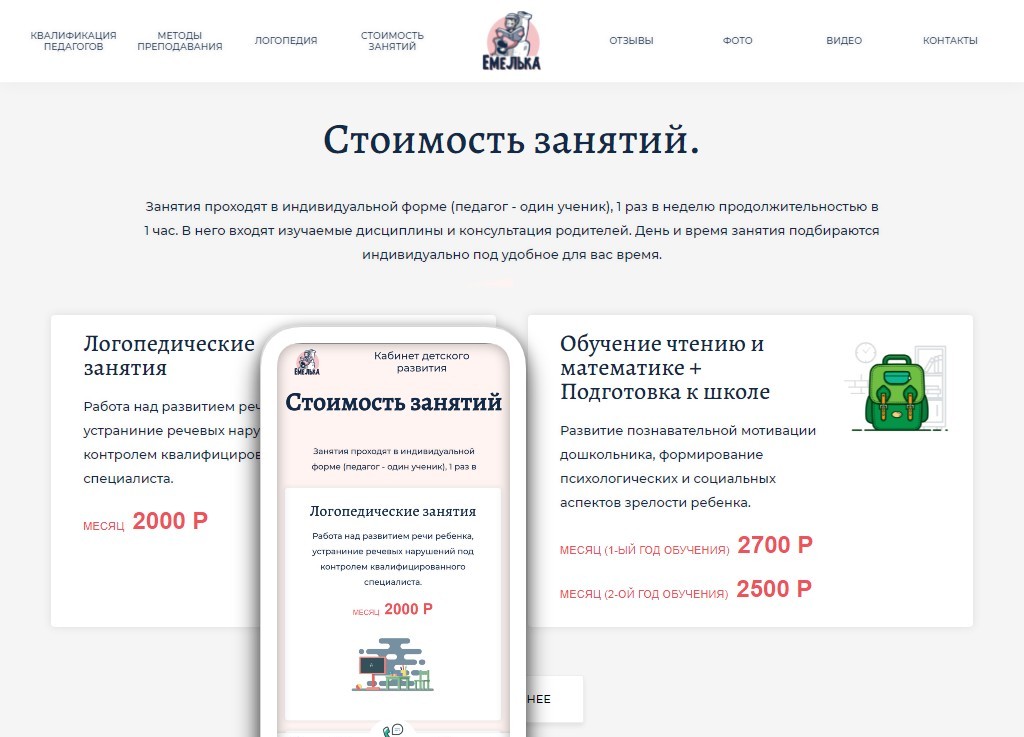 КВАЛИФИКАЦИЯ
ПЕДАГОГОВ
МЕТОДЫ
ПРЕПОДАВАНИЯ
ЛОГОПЕДИЯ
СТОИМОСТЬ
ЗАНЯТИЙ
ЕМЕЛЬКА
ОТЗЫВЫ
ФОТО
ВИДЕО
КОНТАКТЫ
Стоимость занятий.
Занятия проходят в индивидуальной форме (педагог - один ученик), 1 раз в неделю продолжительностью в
1 час. В него входят изучаемые дисциплины и консультация родителей. День и время занятия подбираются
индивидуально под удобное для вас время.
Логопедические
занятия
Работа над развитием реч
устраниние речевых нару
контролем квалифициров
специалиста.
МЕСЯЦ 2000 Р
ЕМЕЛЬКА
Кабинет детского
развития
Стоимость занятий
Занятия проходят в индивидуальной
форме (педагог - один ученик), 1 раз в
Логопедические занятия
Работа над развитием речи ребенка,
устраниние речевых нарушений под
контролем квалифицированного
специалиста.
МЕСЯЦ 2000 Р
Обучение чтению и
математике +
Подготовка к школе
Развитие познавательной мотивации
дошкольника, формирование
психологических и социальных
аспектов зрелости ребенка.
МЕСЯЦ (1-ЫЙ ГОД ОБУЧЕНИЯ) 2700 Р
МЕСЯЦ (2-ОЙ ГОД ОБУЧЕНИЯ) 2500 Р
НЕЕ